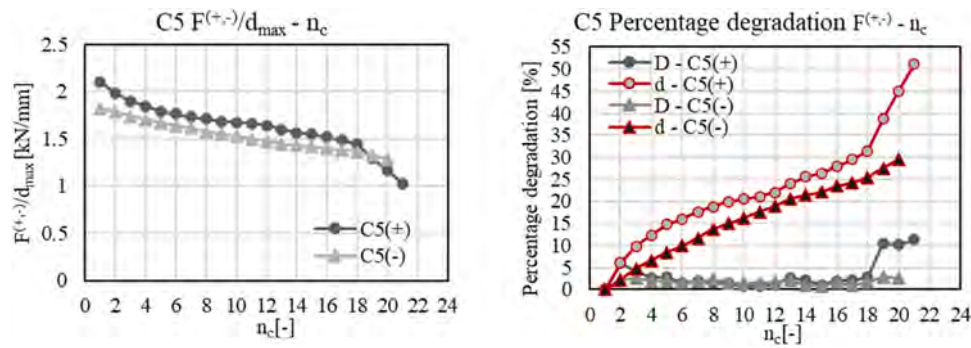 C5 F(+,-)/dmax - nc
F(+,-)/dmax [kN/mm]
2.5
2
1.5
1
0.5
0
C5(+)
C5(-)
0 2 4 6 8 10 12 14 16 18 20 22 24
nc[-]
C5 Percentage degradation F(+,-) - nc
Percentage degradation [%]
55
50
45
40
35
30
25
20
15
10
5
0
D - C5(+)
d - C5(+)
D - C5(-)
d - C5(-)
0 2 4 6 8 10 12 14 16 18 20 22 24
nc[-]